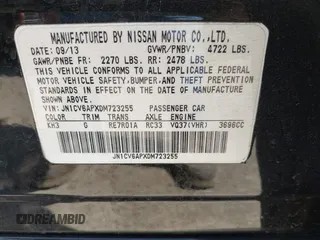 MANUFACTURED BY NISSAN MOTOR CO.,LTD.
DATE: 09/13 GVWR/PNBV: 4722 LBS.
GAWR/PNBE FR: 2270 LBS. RR: 2478 LBS.
THIS VEHICLE CONFORMS TO ALL APPLICABLE FEDERAL
MOTOR VEHICLE SAFETY, BUMPER, AND THEFT PREVENTION
STANDARDS IN EFFECT ON THE DATE OF MANUFACTURE
SHOWN ABOVE.
JN1CV6APXDM723255 PASSENGER CAR
COLOR TRIM TRANS AXLE ENGINE
KH3 G RE7R01A RC33 VQ37(VHR) 3696CC
JN1CV6APXDM723255
A AUTOBIDMASTER